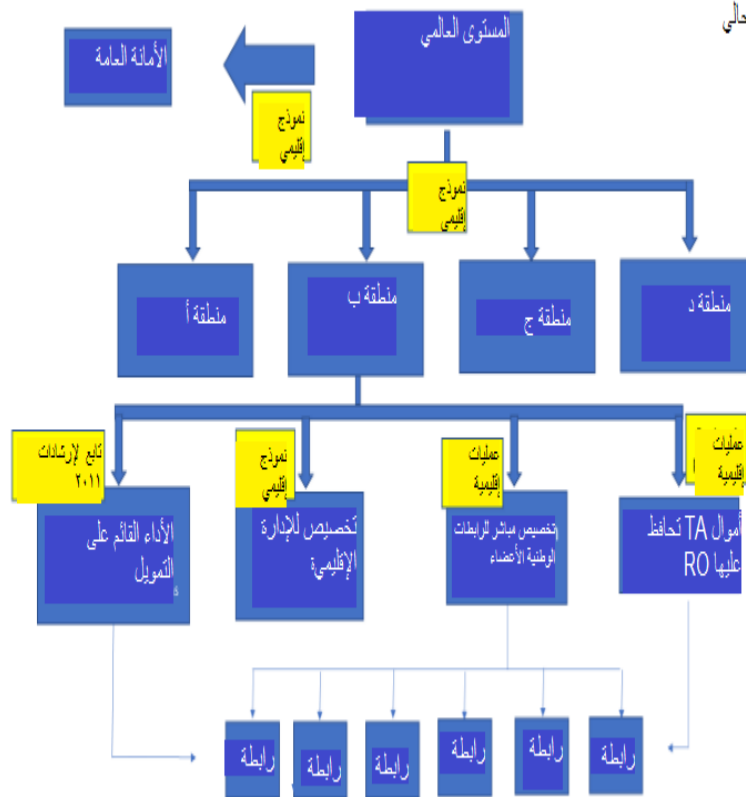 حالي
المستوى العالمي
الأمانة العامة
نموذج
إقليمي
نموذج
إقليمي
منطقة د
منطقة ج
منطقة ب
منطقة أ
عمليات
إقليمية
عمليات
إقليمية
نموذج
إقليمي
تابع لإرشادات
٢٠١١
أموال TA تحافظ
عليها RO
تخصيص مباشر للرابطات
الوطنية الأعضاء
تخصيص للإدارة
الإقليمية
الأداء القائم على
التمويل
رابطة
رابطة
رابطة
رابطة
رابطة
رابطة